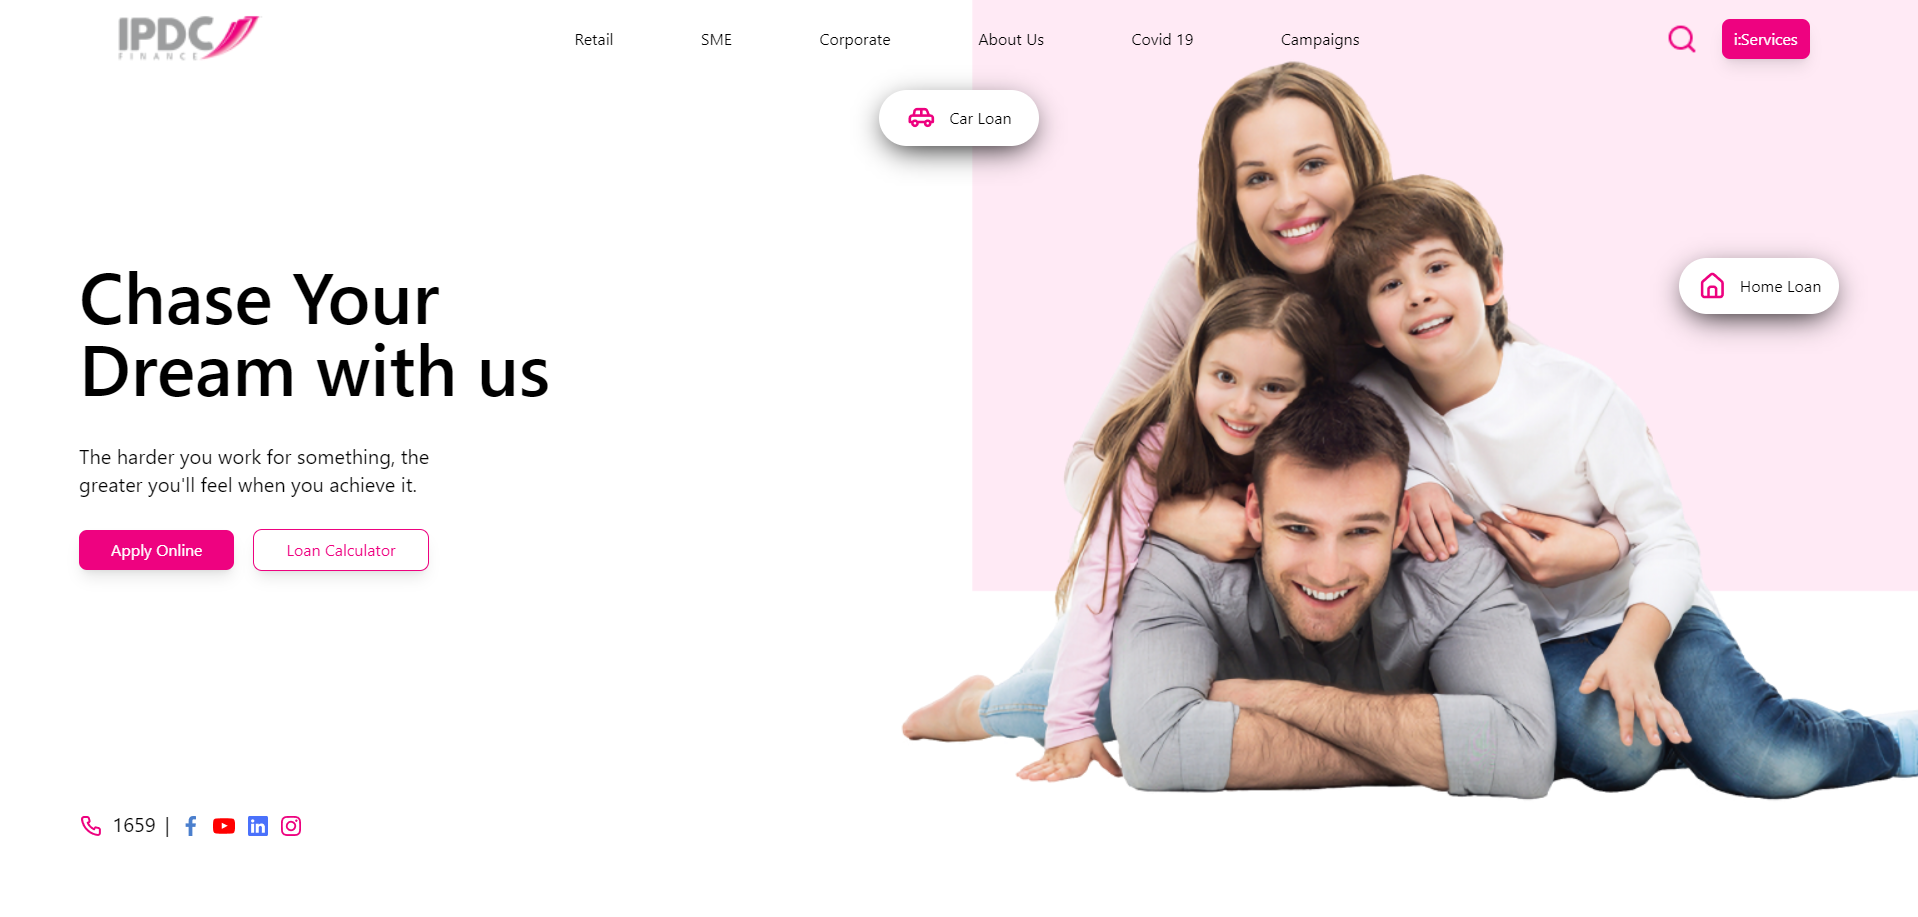 IPDC
FINANCE
Retail
SME
Corporate
About Us
Covid 19
Campaigns
i:Services
Car Loan
Home Loan
Chase Your
Dream with us
The harder you work for something, the
greater you'll feel when you achieve it.
Apply Online
Loan Calculator
1659 |